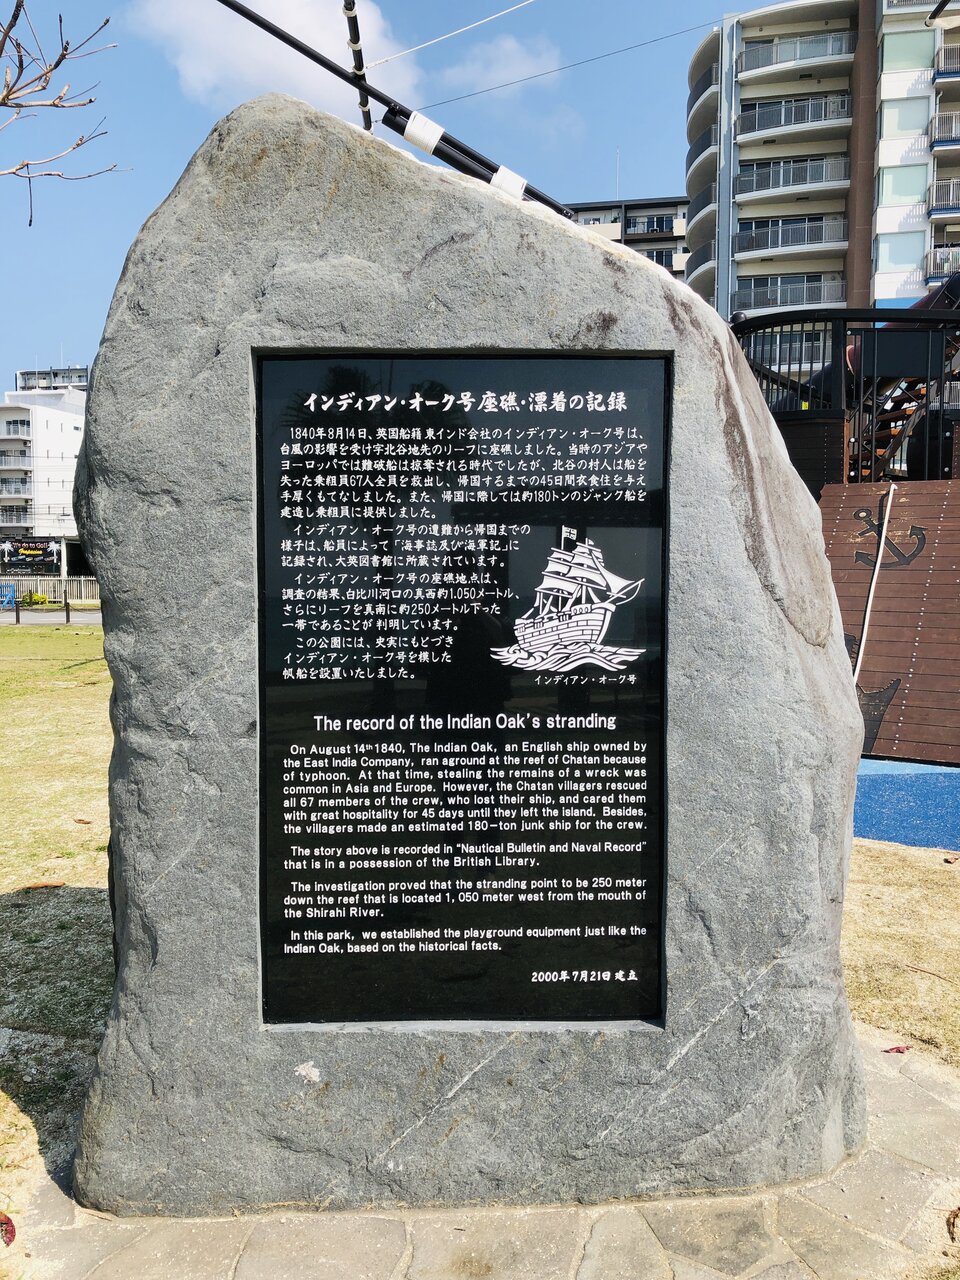 インディアン・オーク号座礁・漂着の記録
1840年8月14日、英国船籍東インド会社のインディアン・オーク号は、
台風の影響を受け字北谷地先のリーフに座礁しました。当時のアジアや
ヨーロッパでは難破船は掠奪される時代でしたが、北谷の村人は船を
失った乗組員67人全員を救出し、帰国するまでの45日間衣食住を与え
手厚くもてなしました。また、帰国に際しては約180トンのジャンク船を
建造し乗組員に提供しました。
インディアン・オーク号の遭難から帰国までの
様子は、船員によって「海事誌及び海軍記」に
記録され、大英図書館に所蔵されています。
インディアン・オーク号の座礁地点は、
調査の結果、白比川河口の真西約1.050メートル、
さらにリーフを真南に約250メートル下った
一帯であることが判明しています。
この公園には、史実にもとづき
インディアン・オーク号を模した
帆船を設置いたしました。
インディアン・オーク号
The record of the Indian Oak's stranding
On August 14th 1840, The Indian Oak, an English ship owned by
the East India Company, ran aground at the reef of Chatan because
of typhoon. At that time, stealing the remains of a wreck was
common in Asia and Europe. However, the Chatan villagers rescued
all 67 members of the crew, who lost their ship, and cared them
with great hospitality for 45 days until they left the island. Besides,
the villagers made an estimated 180-ton junk ship for the crew.
The story above is recorded in "Nautical Bulletin and Naval Record"
that is in a possession of the British Library.
The investigation proved that the stranding point to be 250 meter
down the reef that is located 1, 050 meter west from the mouth of
the Shirahi River.
In this park, we established the playground equipment just like the
Indian Oak, based on the historical facts.
2000年7月21日 建立